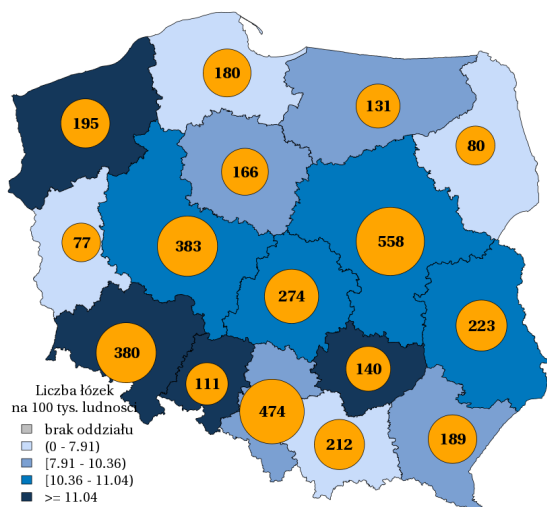 180
131
195
80
166
77
383
558
274
223
380
140
111
474
212
189
Liczba łózek
na 100 tys. ludności
brak oddziału
(0 - 7.91)
[7.91 - 10.36)
[10.36 - 11.04)
>= 11.04